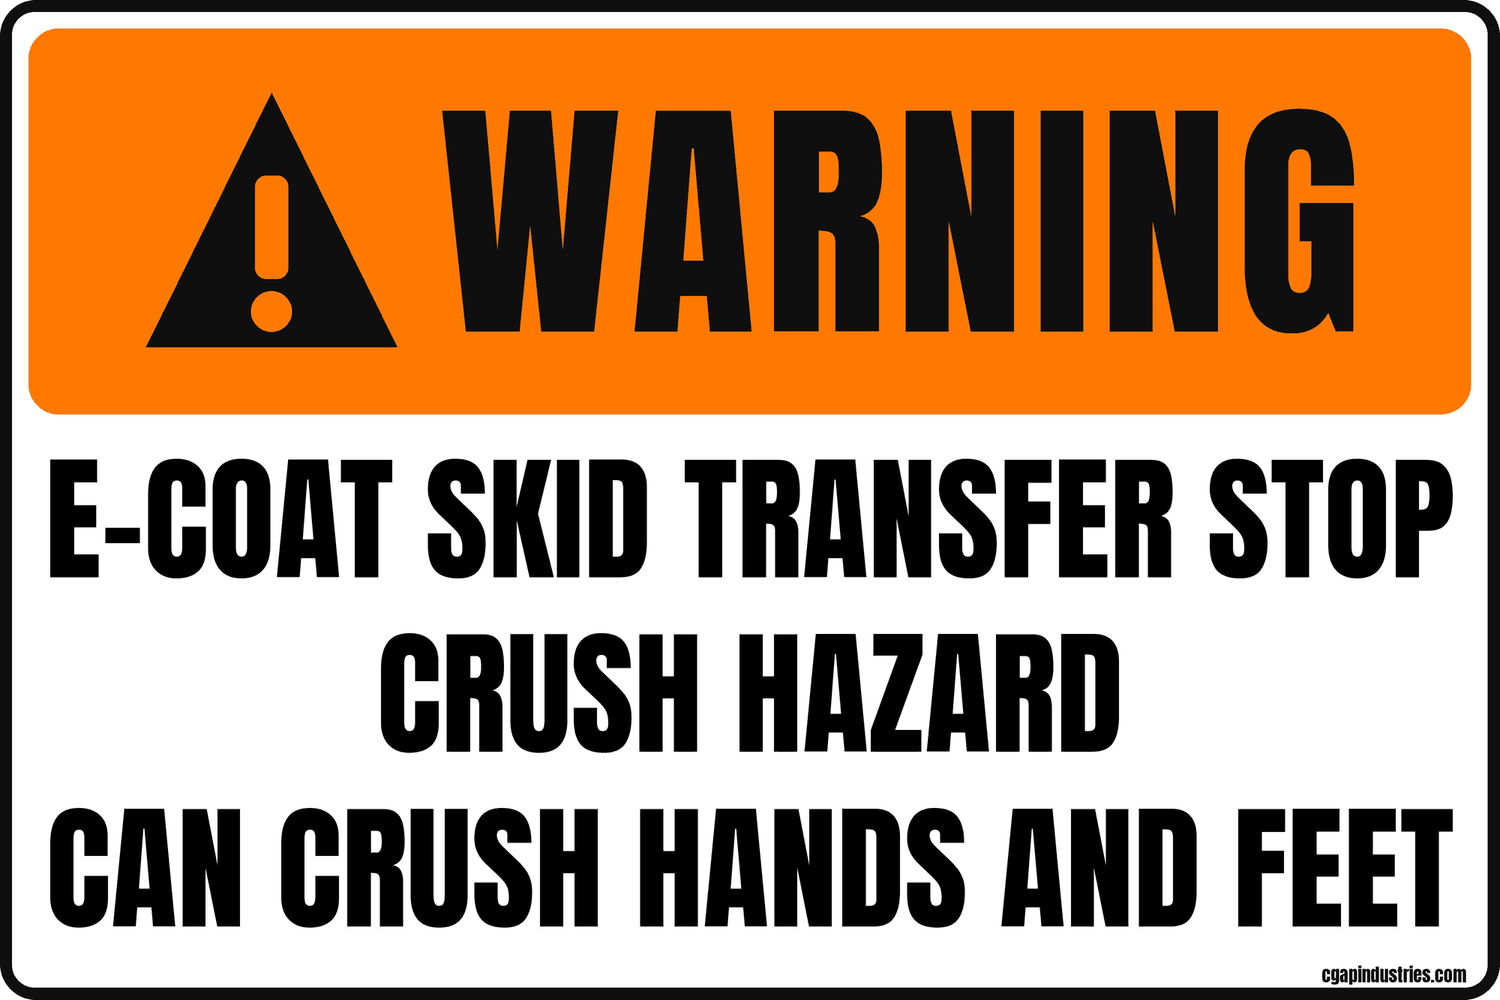 WARNING
E-COAT SKID TRANSFER STOP
CRUSH HAZARD
CAN CRUSH HANDS AND FEET
cgapindustries.com